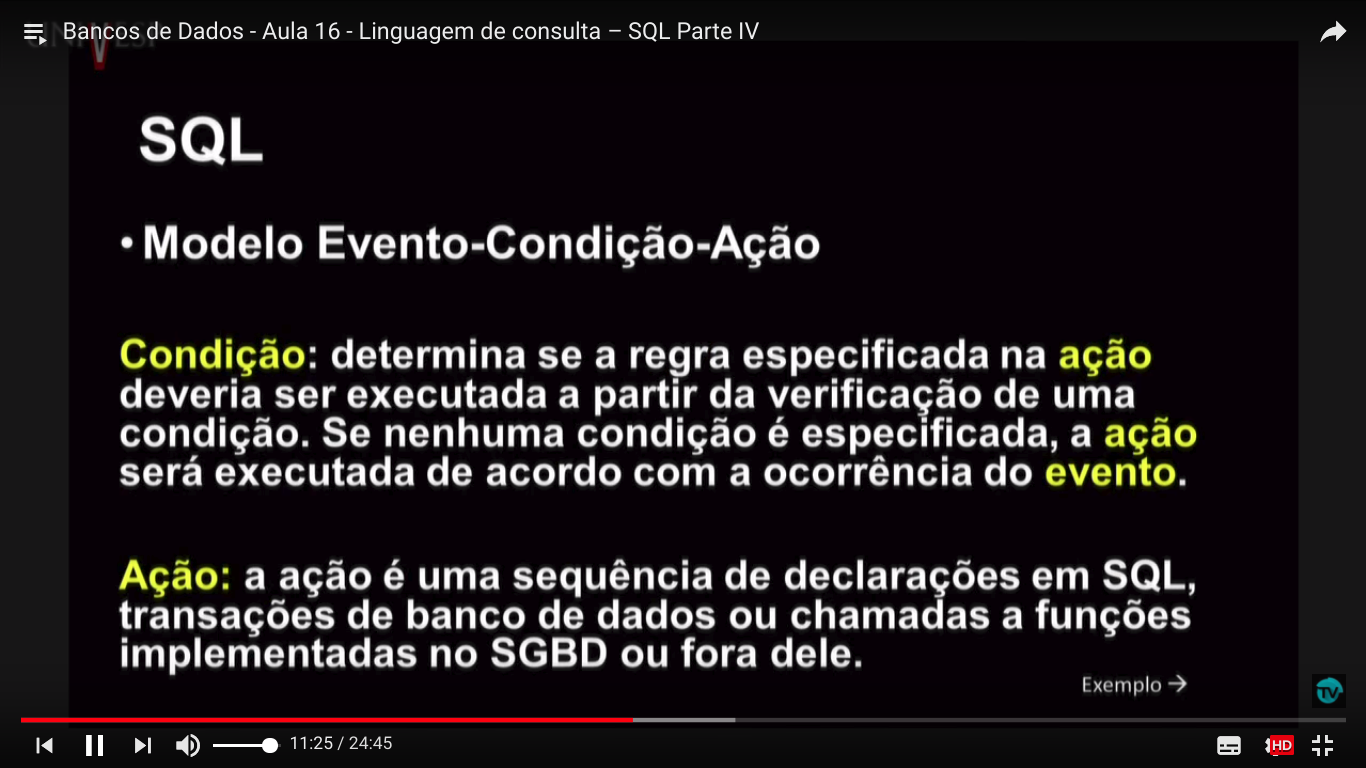 Bancos de Dados - Aula 16 - Linguagem de consulta – SQL Parte IV
SQL
• Modelo Evento-Condição-Ação
Condição: determina se a regra especificada na ação
deveria ser executada a partir da verificação de uma
condição. Se nenhuma condição é especificada, a ação
será executada de acordo com a ocorrência do evento.
Ação: a ação é uma sequência de declarações em SQL,
transações de banco de dados ou chamadas a funções
implementadas no SGBD ou fora dele.
Exemplo →
TV
11:25 / 24:45
HD